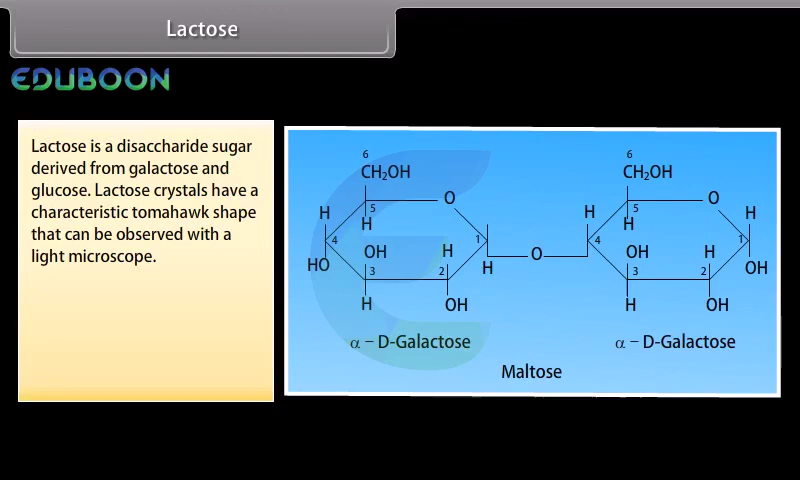 Lactose
EDUBOON
Lactose is a disaccharide sugar
derived from galactose and
glucose. Lactose crystals have a
characteristic tomahawk shape
that can be observed with a
light microscope.
6 6
CH₂OH CH₂OH
O O
H 5 H 5 H
H H
4 1 4 1
OH H O OH H
HO 3 2 H 3 2 OH
H OH H OH
α – D-Galactose α – D-Galactose
Maltose